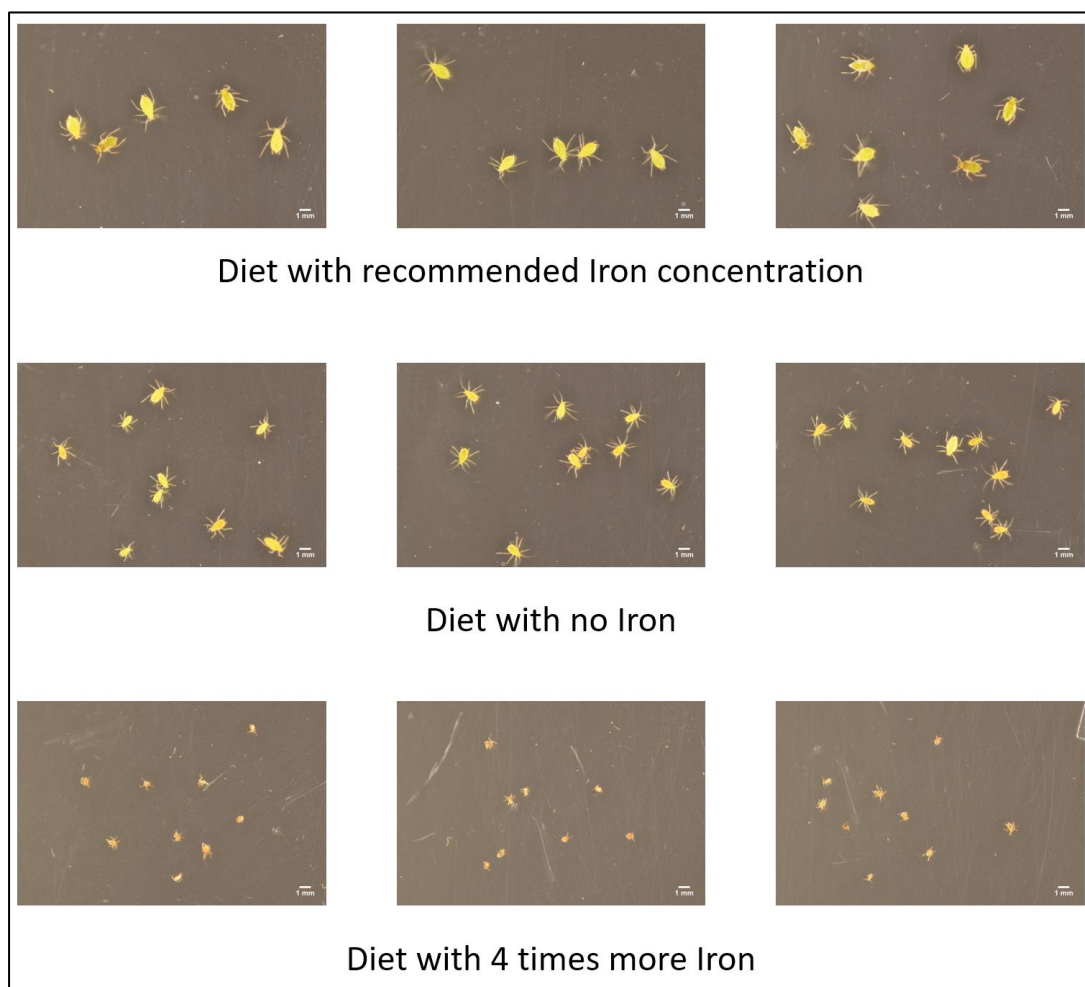 1 mm
1 mm
1 mm
Diet with recommended Iron concentration
1 mm
1 mm
1 mm
Diet with no Iron
1 mm
1 mm
1 mm
Diet with 4 times more Iron